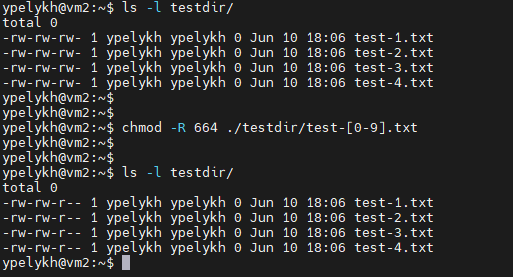 ypelykh@vm2:~$ ls -l testdir/
total 0
-rw-rw-rw- 1 ypelykh ypelykh 0 Jun 10 18:06 test-1.txt
-rw-rw-rw- 1 ypelykh ypelykh 0 Jun 10 18:06 test-2.txt
-rw-rw-rw- 1 ypelykh ypelykh 0 Jun 10 18:06 test-3.txt
-rw-rw-rw- 1 ypelykh ypelykh 0 Jun 10 18:06 test-4.txt
ypelykh@vm2:~$
ypelykh@vm2:~$
ypelykh@vm2:~$ chmod -R 664 ./testdir/test-[0-9].txt
ypelykh@vm2:~$
ypelykh@vm2:~$
ypelykh@vm2:~$ ls -l testdir/
total 0
-rw-rw-r-- 1 ypelykh ypelykh 0 Jun 10 18:06 test-1.txt
-rw-rw-r-- 1 ypelykh ypelykh 0 Jun 10 18:06 test-2.txt
-rw-rw-r-- 1 ypelykh ypelykh 0 Jun 10 18:06 test-3.txt
-rw-rw-r-- 1 ypelykh ypelykh 0 Jun 10 18:06 test-4.txt
ypelykh@vm2:~$